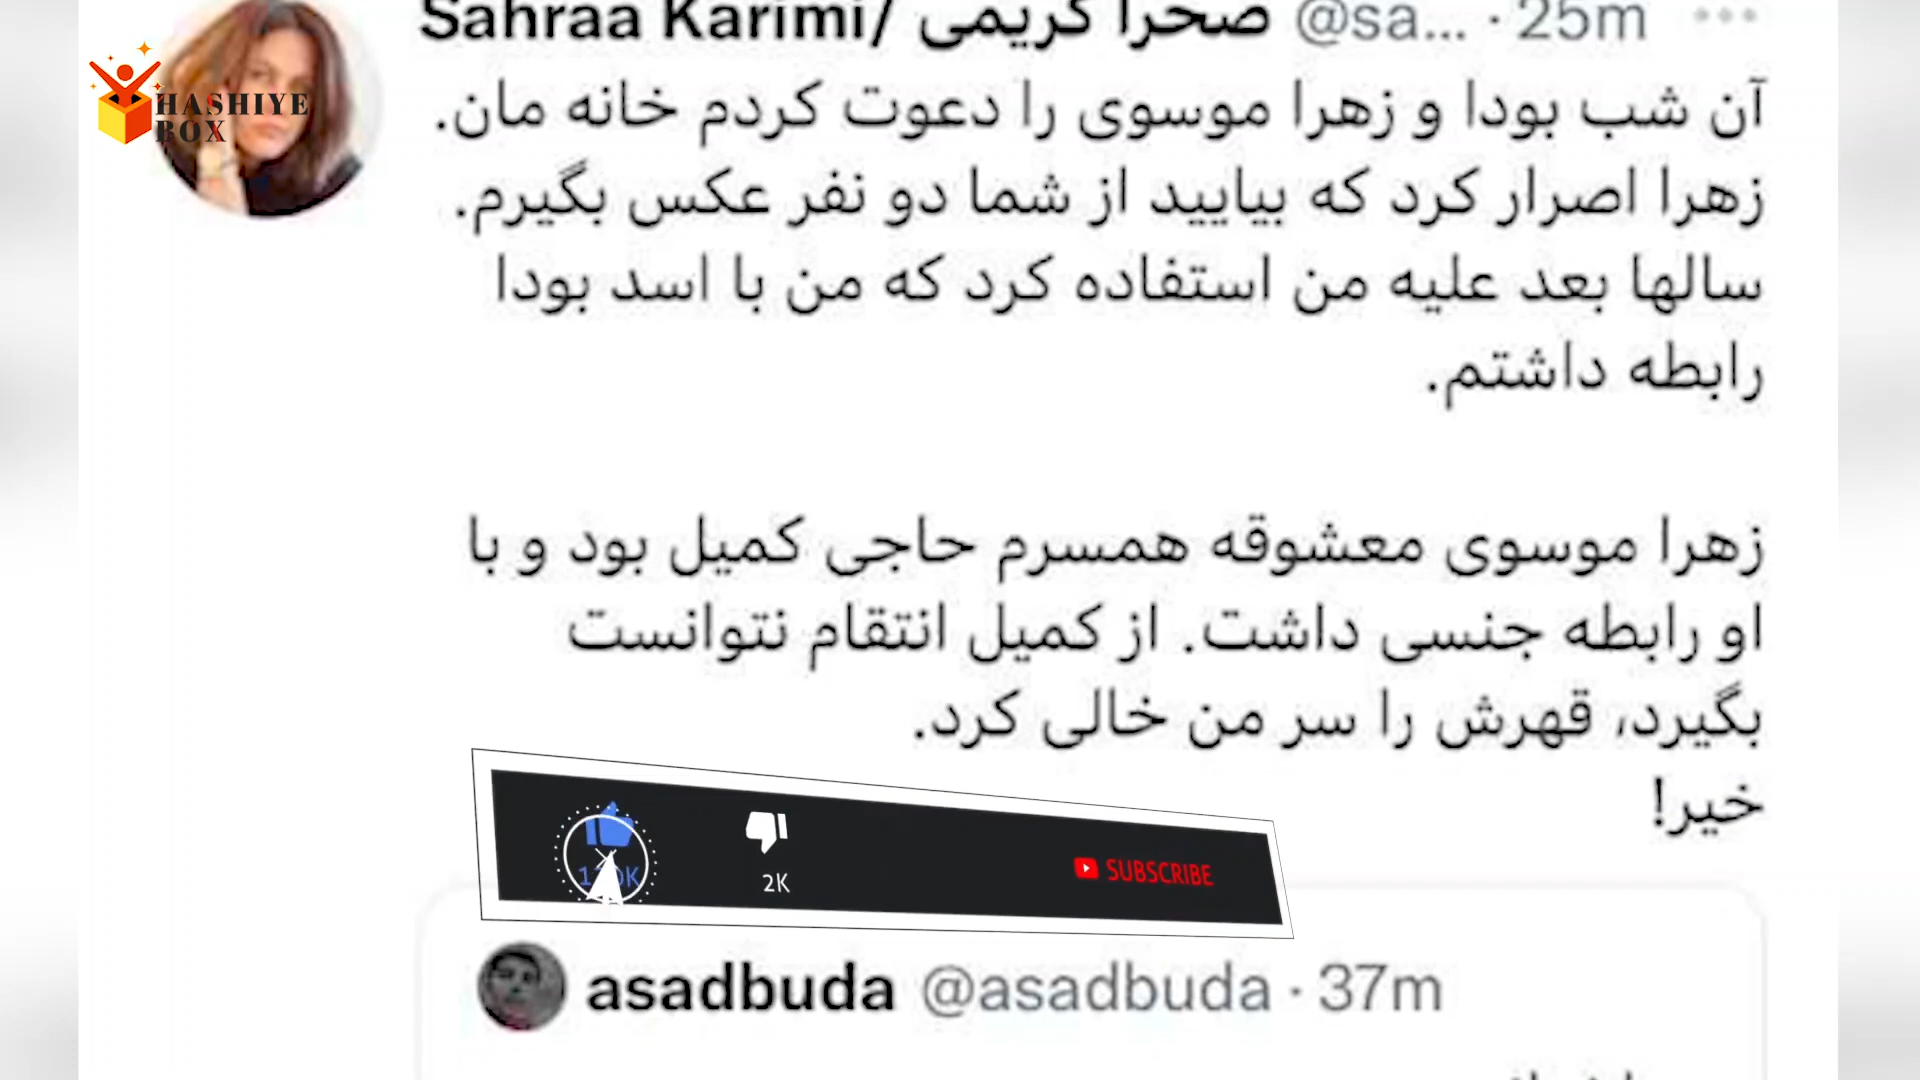 Sahraa Karimi/ صحرا کریمی @sa... · 25m
HASHIYE
BOX
آن شب بودا و زهرا موسوی را دعوت کردم خانه مان.
زهرا اصرار کرد که بیایید از شما دو نفر عکس بگیرم.
سالها بعد علیه من استفاده کرد که من با اسد بودا
رابطه داشتم.
زهرا موسوی معشوقه همسرم حاجی کمیل بود و با
او رابطه جنسی داشت. از کمیل انتقام نتوانست
بگیرد، قهرش را سر من خالی کرد.
خیر!
2K
SUBSCRIBE
asadbuda @asadbuda · 37m